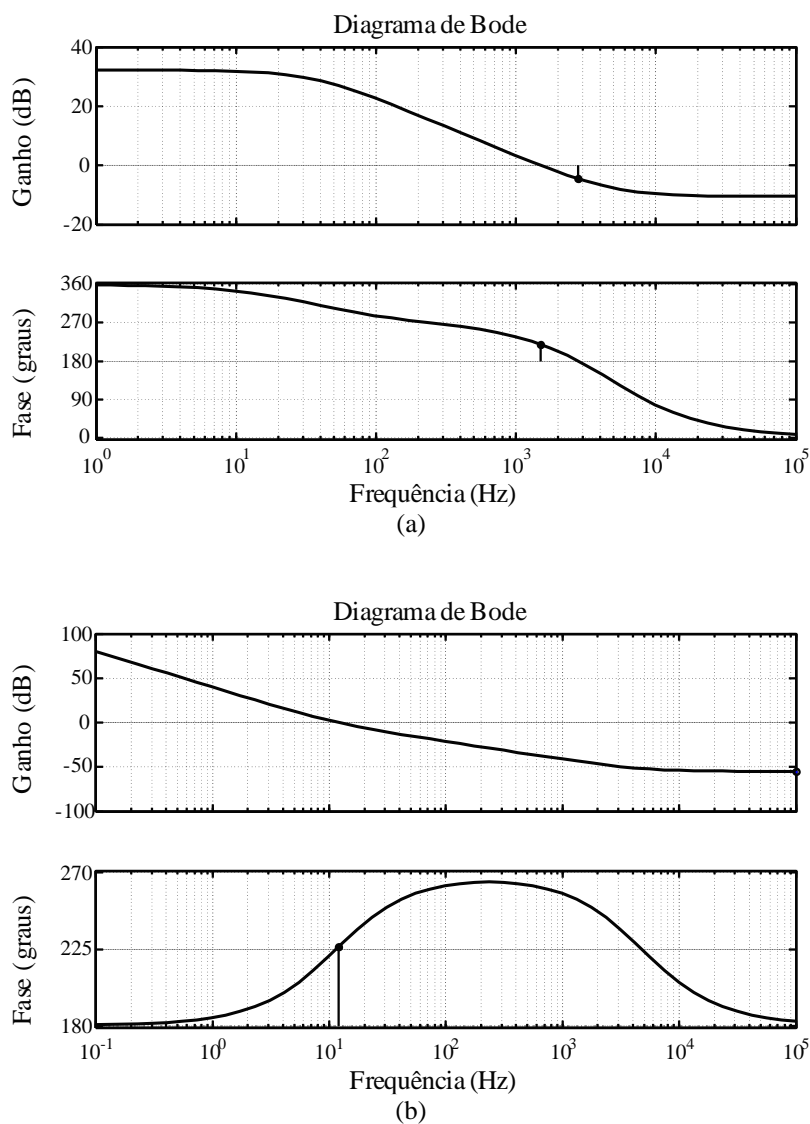 Diagrama de Bode
Ganho (dB)
40
20
0
-20
Fase (graus)
360
270
180
90
0
10^0 10^1 10^2 10^3 10^4 10^5
Frequência (Hz)
(a)
Diagrama de Bode
Ganho (dB)
100
50
0
-50
-100
Fase (graus)
270
225
180
10^-1 10^0 10^1 10^2 10^3 10^4 10^5
Frequência (Hz)
(b)